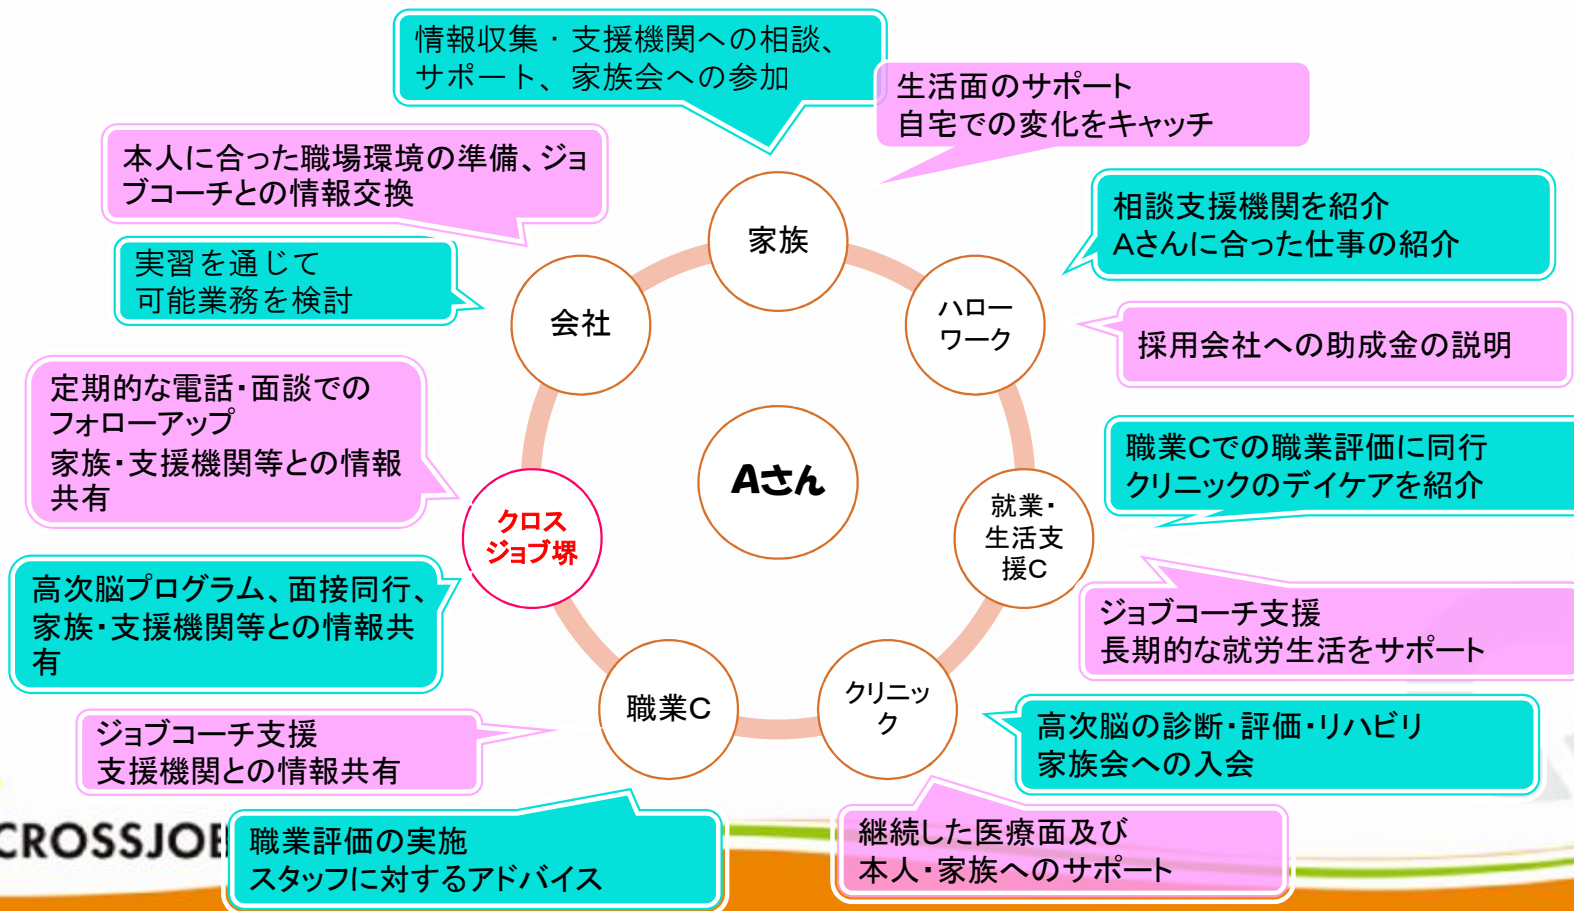 情報収集・支援機関への相談、
サポート、家族会への参加
生活面のサポート
自宅での変化をキャッチ
本人に合った職場環境の準備、ジョ
ブコーチとの情報交換
相談支援機関を紹介
Aさんに合った仕事の紹介
家族
実習を通じて
可能業務を検討
会社
ハロー
ワーク
採用会社への助成金の説明
定期的な電話・面談での
フォローアップ
家族・支援機関等との情報
共有
Aさん
職業Cでの職業評価に同行
クリニックのデイケアを紹介
クロス
ジョブ堺
就業・
生活支
援C
高次脳プログラム、面接同行、
家族・支援機関等との情報共
有
ジョブコーチ支援
長期的な就労生活をサポート
職業C
クリニッ
ク
ジョブコーチ支援
支援機関との情報共有
高次脳の診断・評価・リハビリ
家族会への入会
CROSSJOB
職業評価の実施
スタッフに対するアドバイス
継続した医療面及び
本人・家族へのサポート